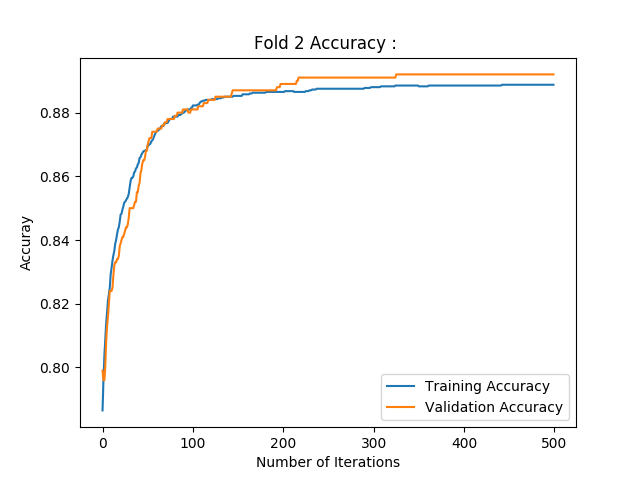 Fold 2 Accuracy :
Accuray
0.88
0.86
0.84
0.82
0.80
0
100
200
300
400
500
Number of Iterations
Training Accuracy
Validation Accuracy